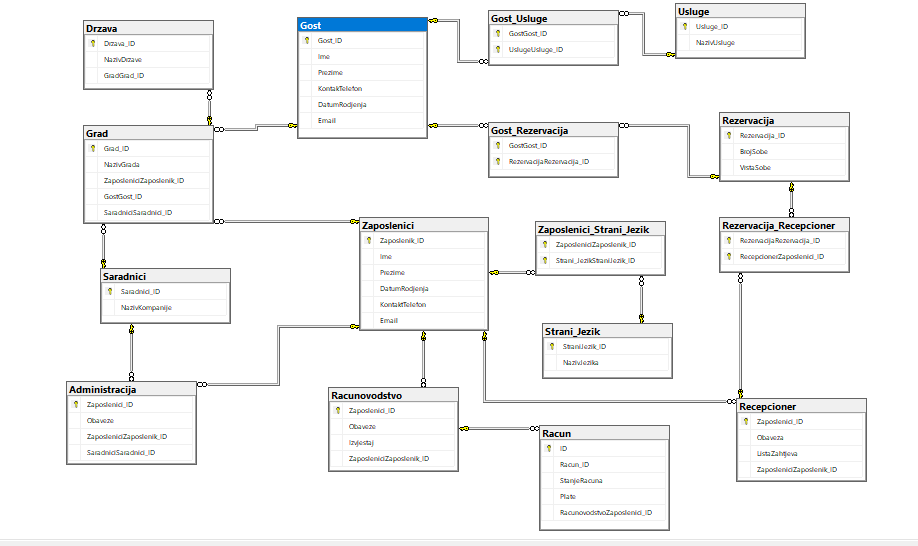 Drzava
Drzava_ID
NazivDrzave
GradGrad_ID
Gost
Gost_ID
Ime
Prezime
KontakTelefon
DatumRodjenja
Email
Gost_Usluge
GostGost_ID
UslugeUsluge_ID
Usluge
Usluge_ID
NazivUsluge
Grad
Grad_ID
NazivGrada
ZaposleniciZaposlenik_ID
GostGost_ID
SaradniciSaradnici_ID
Gost_Rezervacija
GostGost_ID
RezervacijaRezervacija_ID
Rezervacija
Rezervacija_ID
BrojSobe
VistaSobe
Zaposlenici
Zaposlenik_ID
Ime
Prezime
DatumRodjenja
KontakTelefon
Email
Zaposlenici_Strani_Jezik
ZaposleniciZaposlenik_ID
Strani_JezikStraniJezik_ID
Rezervacija_Recepcioner
RezervacijaRezervacija_ID
RecepcionerZaposlenici_ID
Saradnici
Saradnici_ID
NazivKompanije
Strani_Jezik
StraniJezik_ID
NazivJezika
Administracija
Zaposlenici_ID
Obaveze
ZaposleniciZaposlenik_ID
SaradniciSaradnici_ID
Racunovodstvo
Zaposlenici_ID
Obaveze
Izvjestaj
ZaposleniciZaposlenik_ID
Racun
ID
Racun_ID
StanjeRacuna
Plate
RacunovodstvoZaposlenici_ID
Recepcioner
Zaposlenici_ID
Obaveza
ListaZahtjeva
ZaposleniciZaposlenik_ID